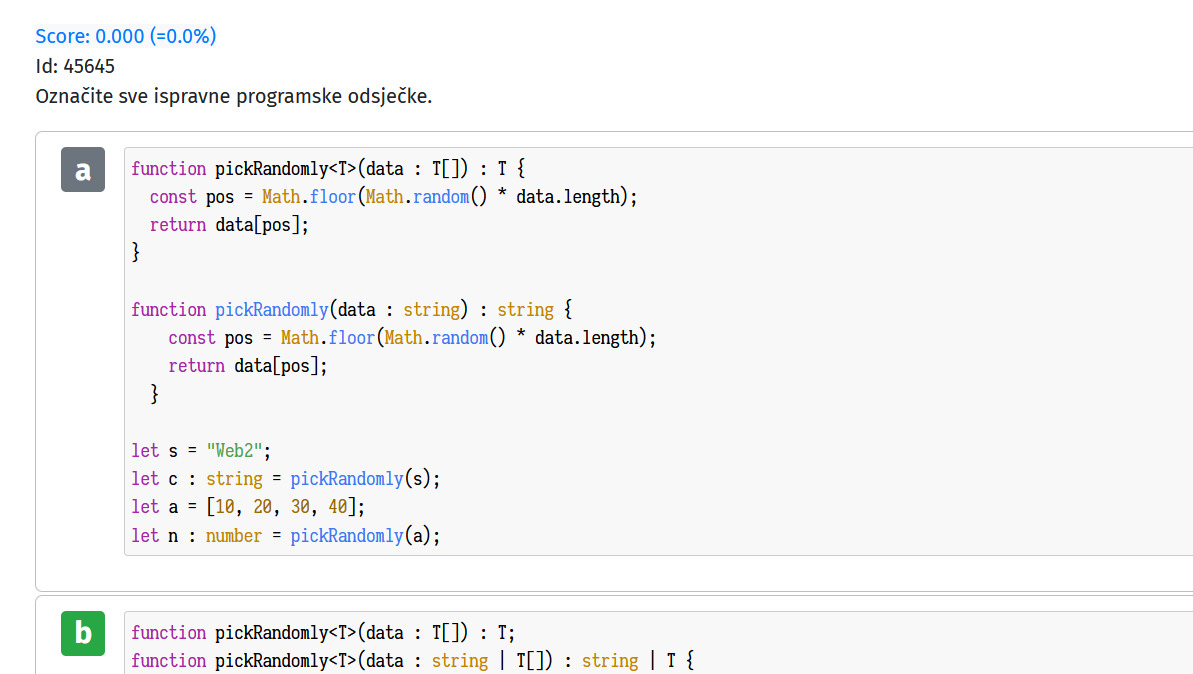 Score: 0.000 (=0.0%)
Id: 45645
Označite sve ispravne programske odsječke.
a
function pickRandomly<T>(data : T[]) : T {
  const pos = Math.floor(Math.random() * data.length);
  return data[pos];
}

function pickRandomly(data : string) : string {
    const pos = Math.floor(Math.random() * data.length);
    return data[pos];
  }

let s = "Web2";
let c : string = pickRandomly(s);
let a = [10, 20, 30, 40];
let n : number = pickRandomly(a);
b
function pickRandomly<T>(data : T[]) : T;
function pickRandomly<T>(data : string | T[]) : string | T {